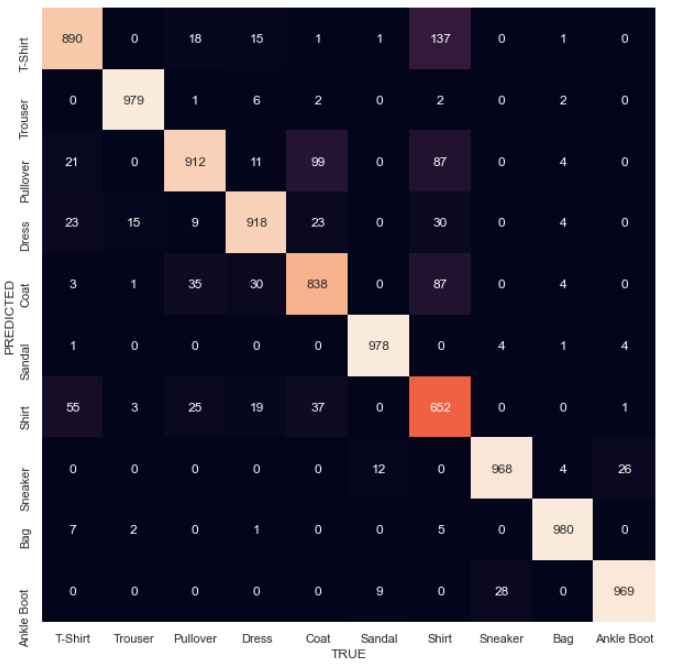 T-Shirt 890 0 18 15 1 1 137 0 1 0
Trouser 0 979 1 6 2 0 2 0 2 0
Pullover 21 0 912 11 99 0 87 0 4 0
Dress 23 15 9 918 23 0 30 0 4 0
Coat 3 1 35 30 838 0 87 0 4 0
PREDICTED
Sandal 1 0 0 0 0 978 0 4 1 4
Shirt 55 3 25 19 37 0 652 0 0 1
Sneaker 0 0 0 0 0 12 0 968 4 26
Bag 7 2 0 1 0 0 5 0 980 0
Ankle Boot 0 0 0 0 0 9 0 28 0 969
T-Shirt Trouser Pullover Dress Coat Sandal Shirt Sneaker Bag Ankle Boot
TRUE